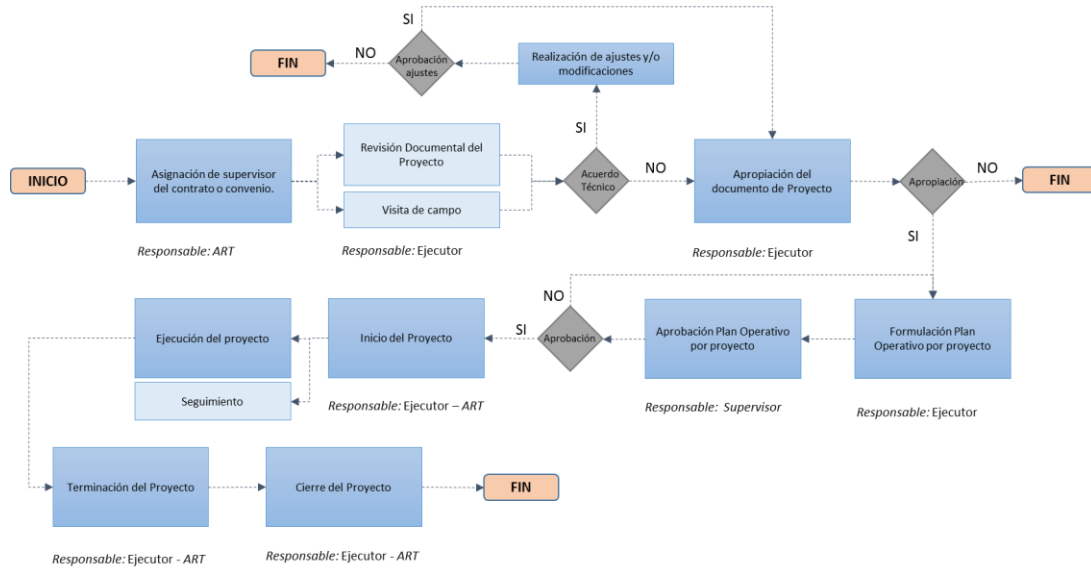 SI
NO
FIN
Aprobación
ajustes
Realización de ajustes y/o
modificaciones
SI
INICIO
Asignación de supervisor
del contrato o convenio.
Revisión Documental del
Proyecto
Visita de campo
Acuerdo
Técnico
NO
Apropiación del
documento de Proyecto
Apropiación
NO
FIN
Responsable: ART
Responsable: Ejecutor
Responsable: Ejecutor
SI
Ejecución del proyecto
Seguimiento
Inicio del Proyecto
SI
NO
Aprobación
Aprobación Plan Operativo
por proyecto
Formulación Plan
Operativo por proyecto
Responsable: Ejecutor – ART
Responsable: Supervisor
Responsable: Ejecutor
Terminación del Proyecto
Cierre del Proyecto
FIN
Responsable: Ejecutor - ART
Responsable: Ejecutor - ART